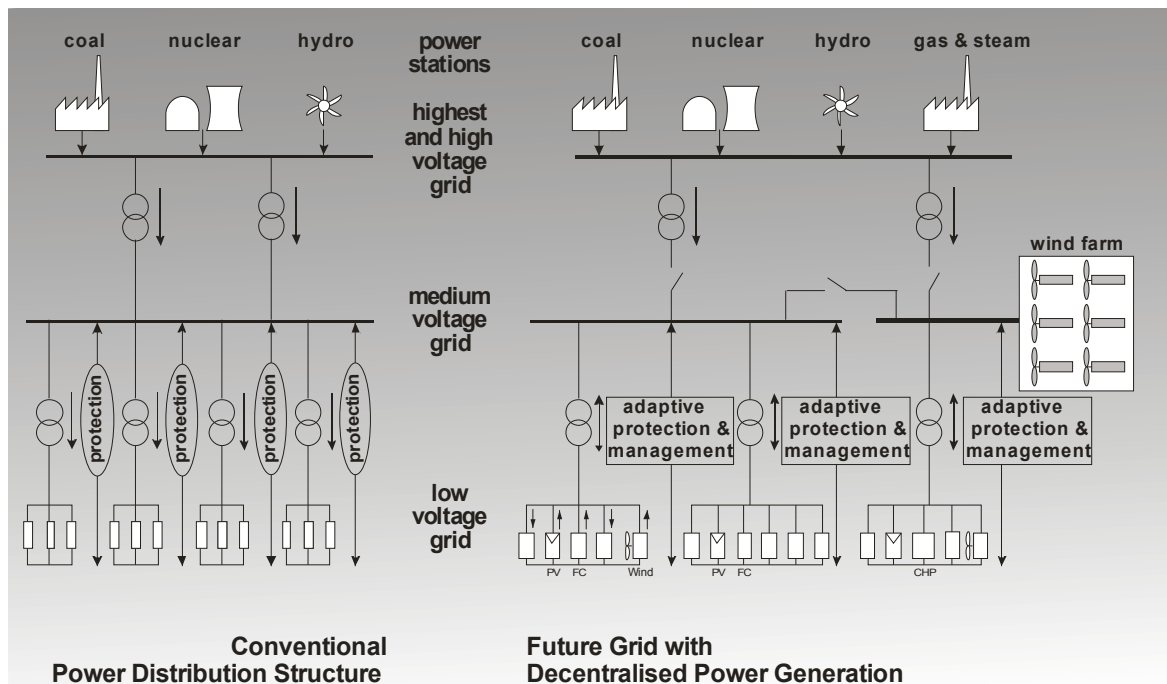 coal nuclear hydro
power
stations
coal nuclear hydro gas & steam
highest
and high
voltage
grid
wind farm
medium
voltage
grid
protection
protection
protection
protection
adaptive
protection &
management
adaptive
protection &
management
adaptive
protection &
management
low
voltage
grid
PV FC Wind
PV FC
CHP
Conventional
Power Distribution Structure
Future Grid with
Decentralised Power Generation